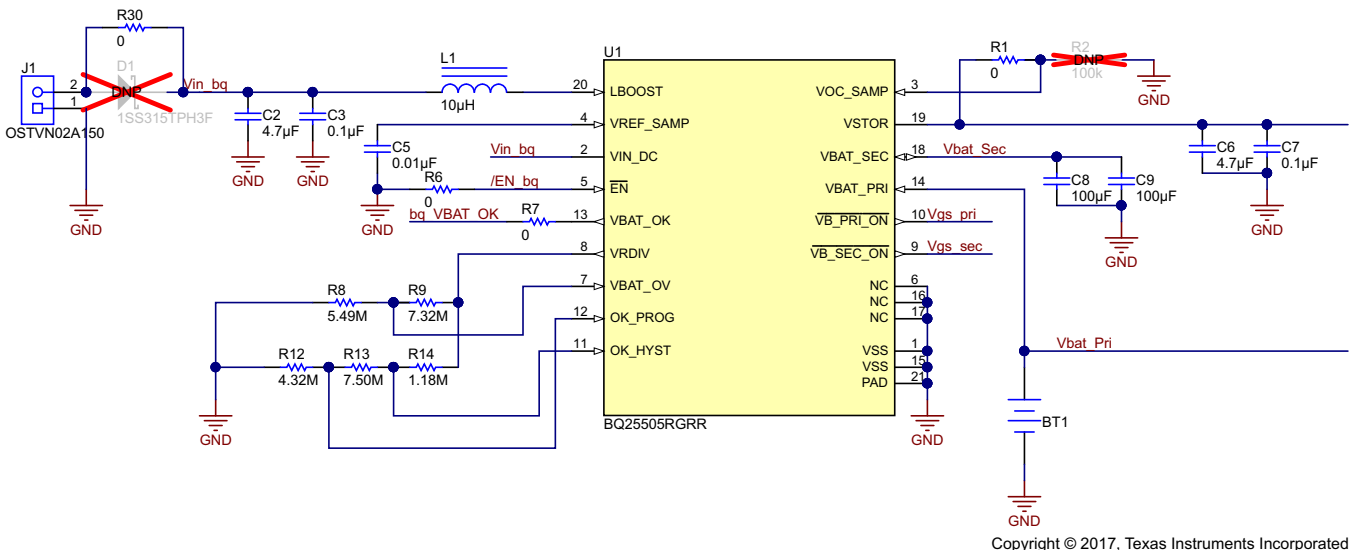 R30
0
J1
2
1
OSTVN02A150
D1
DNP
1SS315TPH3F
Vin_bq
C2
4.7µF
GND
C3
0.1µF
GND
GND
L1
10µH
C5
0.01µF
GND
Vin_bq
R6
0
/EN_bq
bq_VBAT_OK
R7
0
R8
5.49M
R9
7.32M
R12
4.32M
R13
7.50M
R14
1.18M
GND
U1
20 LBOOST
4 VREF_SAMP
2 VIN_DC
5 EN
13 VBAT_OK
8 VRDIV
7 VBAT_OV
12 OK_PROG
11 OK_HYST
VOC_SAMP 3
VSTOR 19
VBAT_SEC 18
VBAT_PRI 14
VB_PRI_ON 10
VB_SEC_ON 9
NC 6
NC 16
NC 17
VSS 1
VSS 15
PAD 21
BQ25505RGRR
GND
R1
0
R2
DNP
100k
GND
Vbat_Sec
C8
100µF
C9
100µF
GND
C6
4.7µF
C7
0.1µF
GND
Vgs_pri
Vgs_sec
Vbat_Pri
BT1
GND
Copyright © 2017, Texas Instruments Incorporated